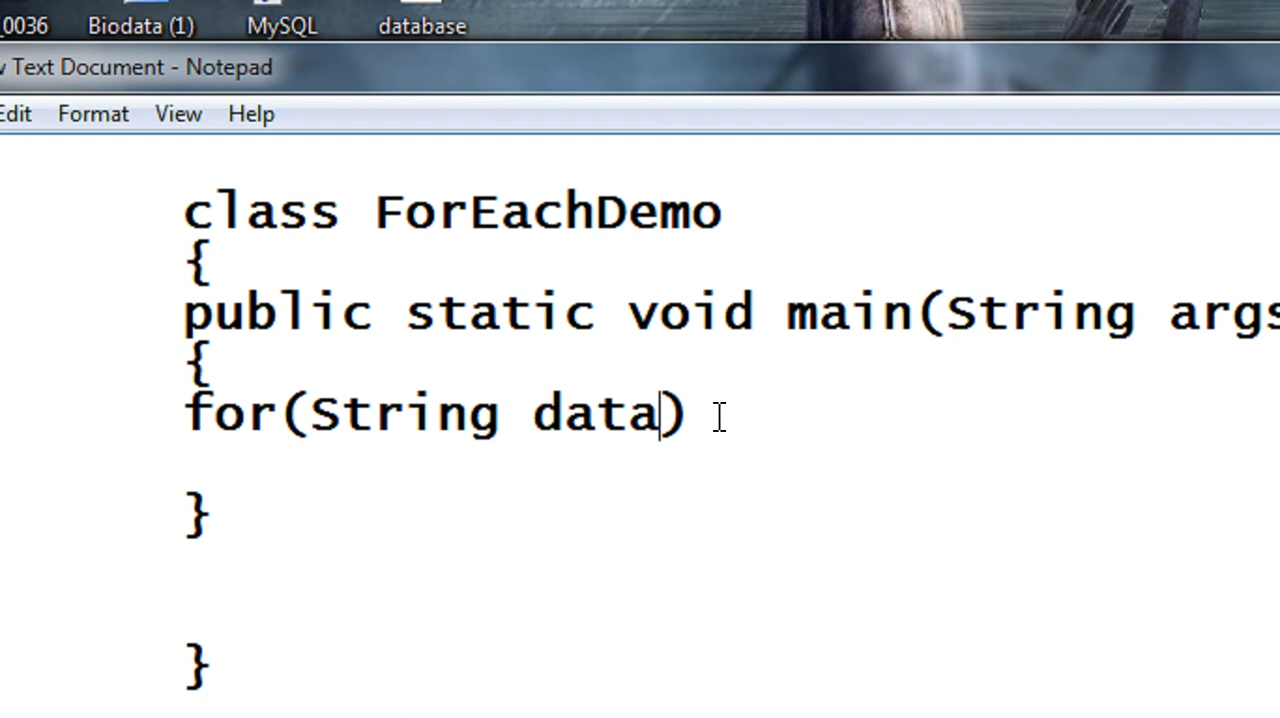 _0036 Biodata (1) MySQL database
Text Document - Notepad
Edit Format View Help
class ForEachDemo
{
public static void main(String args
{
for(String data)
}
}